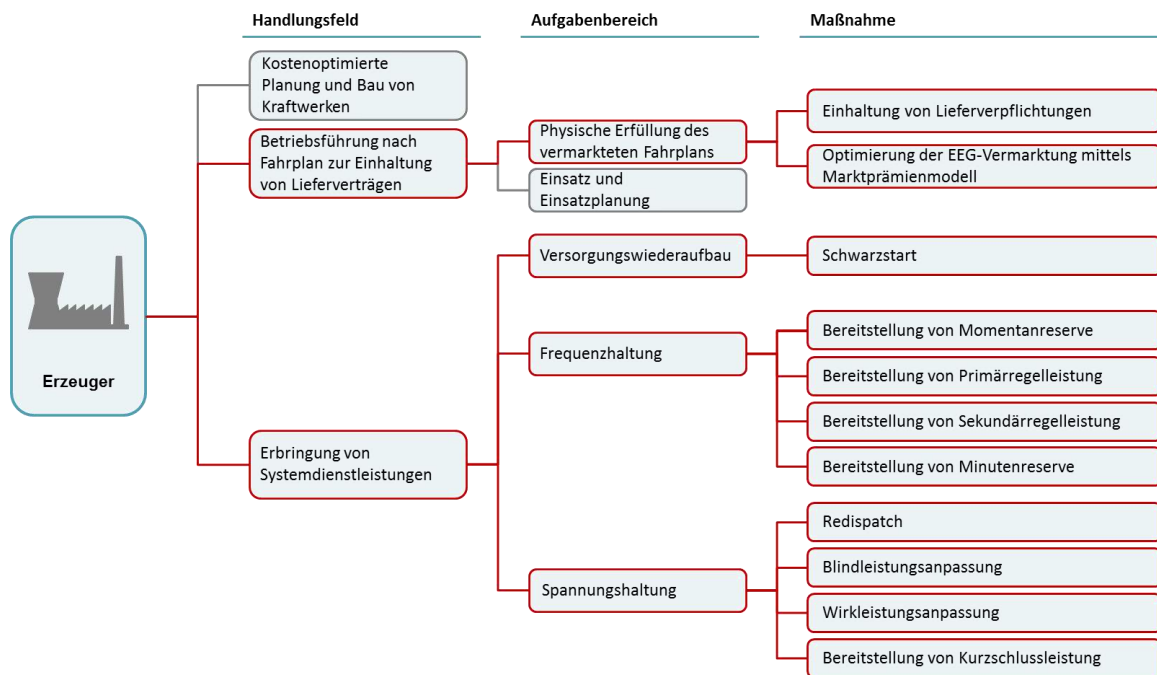 Handlungsfeld
Aufgabenbereich
Maßnahme
Kostenoptimierte
Planung und Bau von
Kraftwerken
Betriebsführung nach
Fahrplan zur Einhaltung
von Lieferverträgen
Physische Erfüllung des
vermarkteten Fahrplans
Einsatz und
Einsatzplanung
Einhaltung von Lieferverpflichtungen
Optimierung der EEG-Vermarktung mittels
Marktprämienmodell
Erzeuger
Erbringung von
Systemdienstleistungen
Versorgungswiederaufbau
Schwarzstart
Frequenzhaltung
Bereitstellung von Momentanreserve
Bereitstellung von Primärregelleistung
Bereitstellung von Sekundärregelleistung
Bereitstellung von Minutenreserve
Spannungshaltung
Redispatch
Blindleistungsanpassung
Wirkleistungsanpassung
Bereitstellung von Kurzschlussleistung